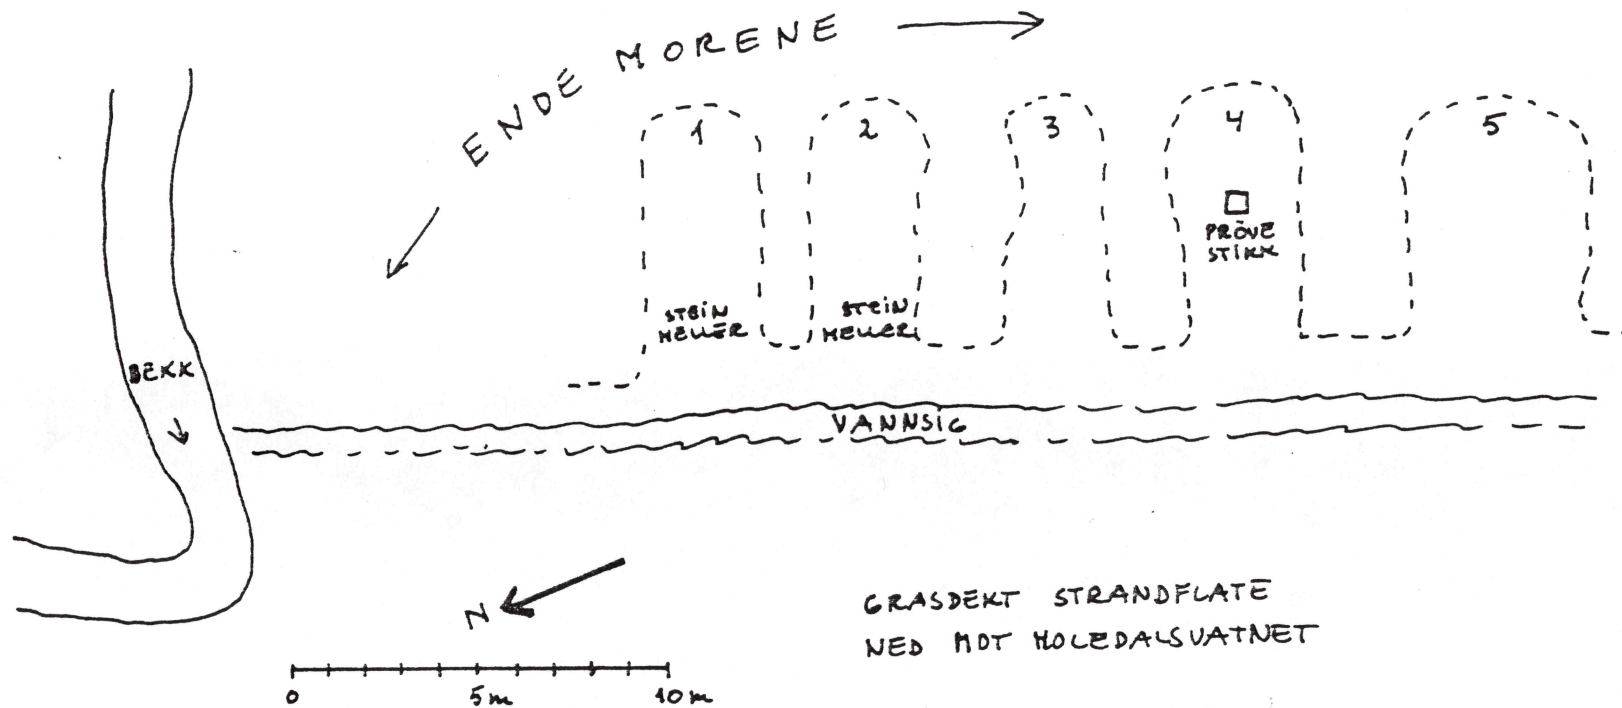 ENDE MORENE
1
2
3
4
5
PRÖVE
STIKK
STEIN
HELLER
STEIN
HELLER
BEKK
VANNSIG
N
GRASDEKT STRANDFLATE
NED MOT HOLEDALSVATNET
0 5m 10m